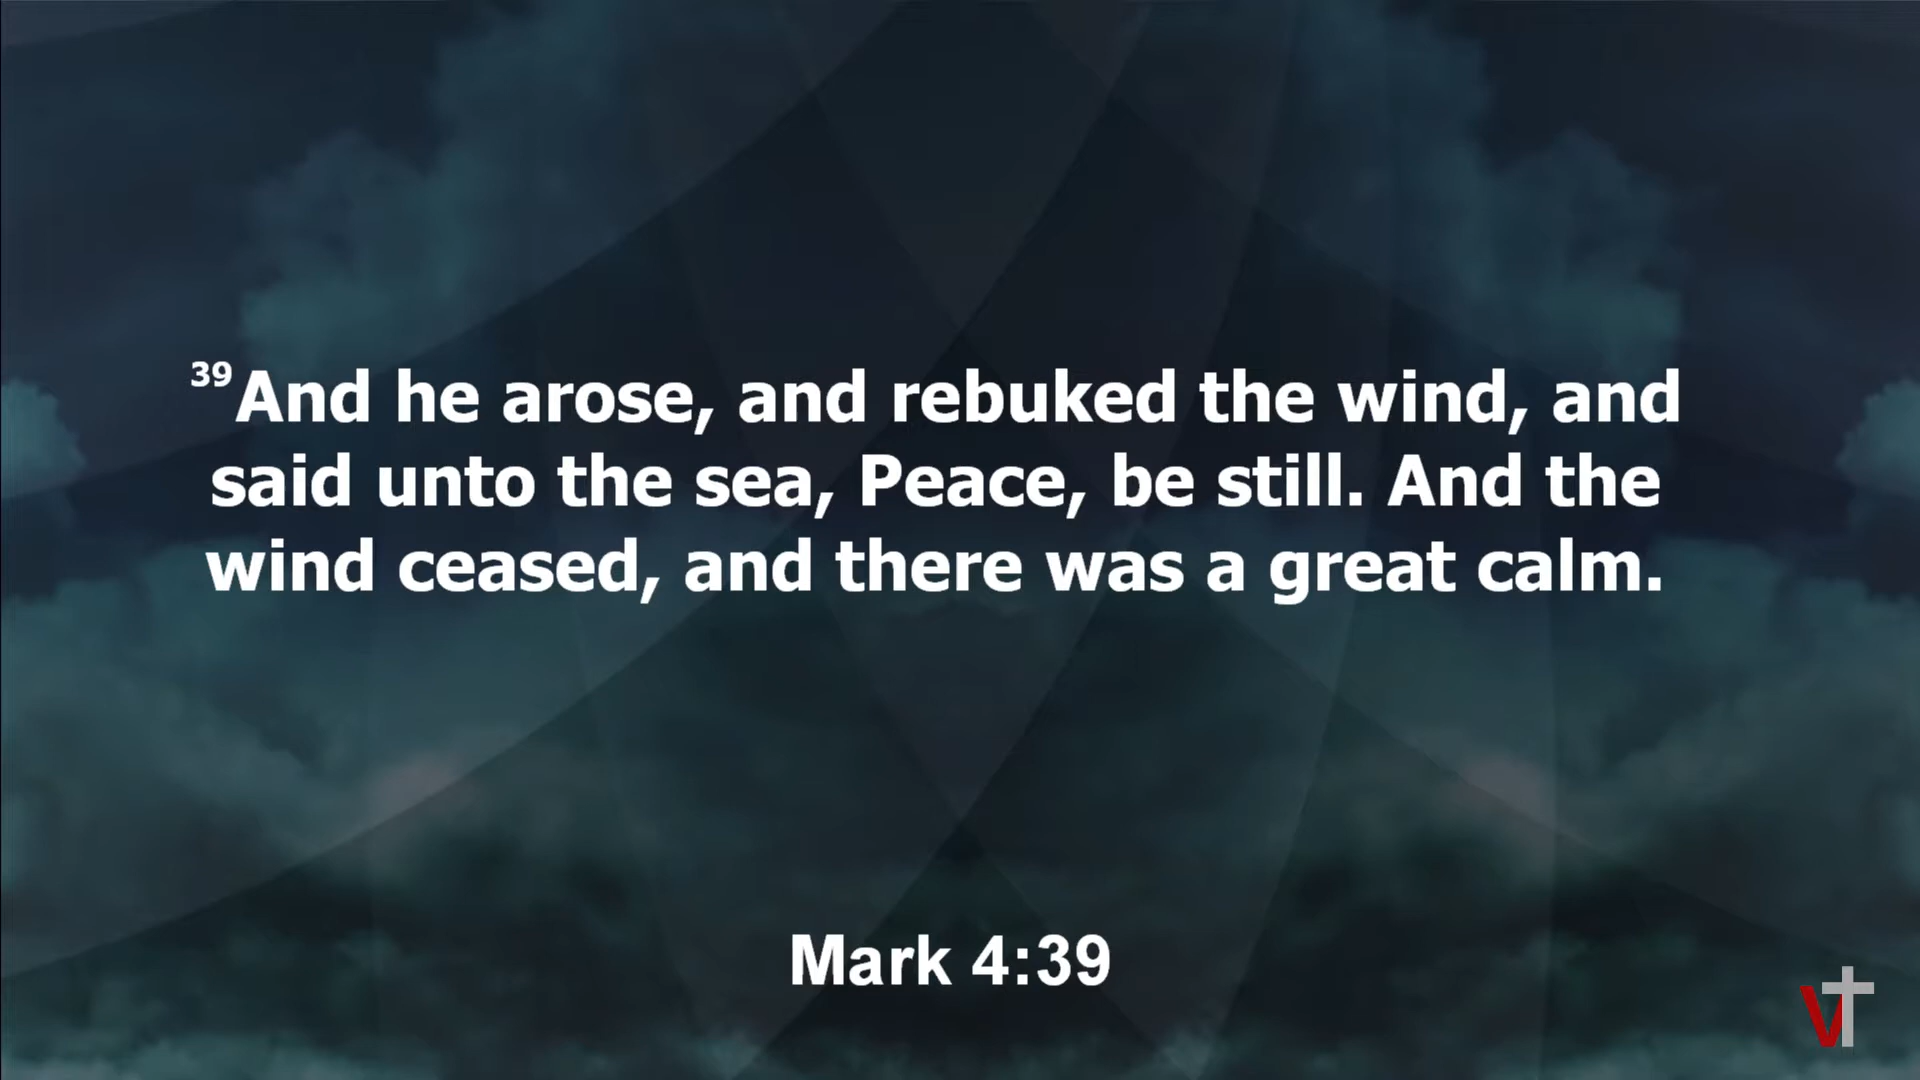 39And he arose, and rebuked the wind, and
said unto the sea, Peace, be still. And the
wind ceased, and there was a great calm.
Mark 4:39
VT